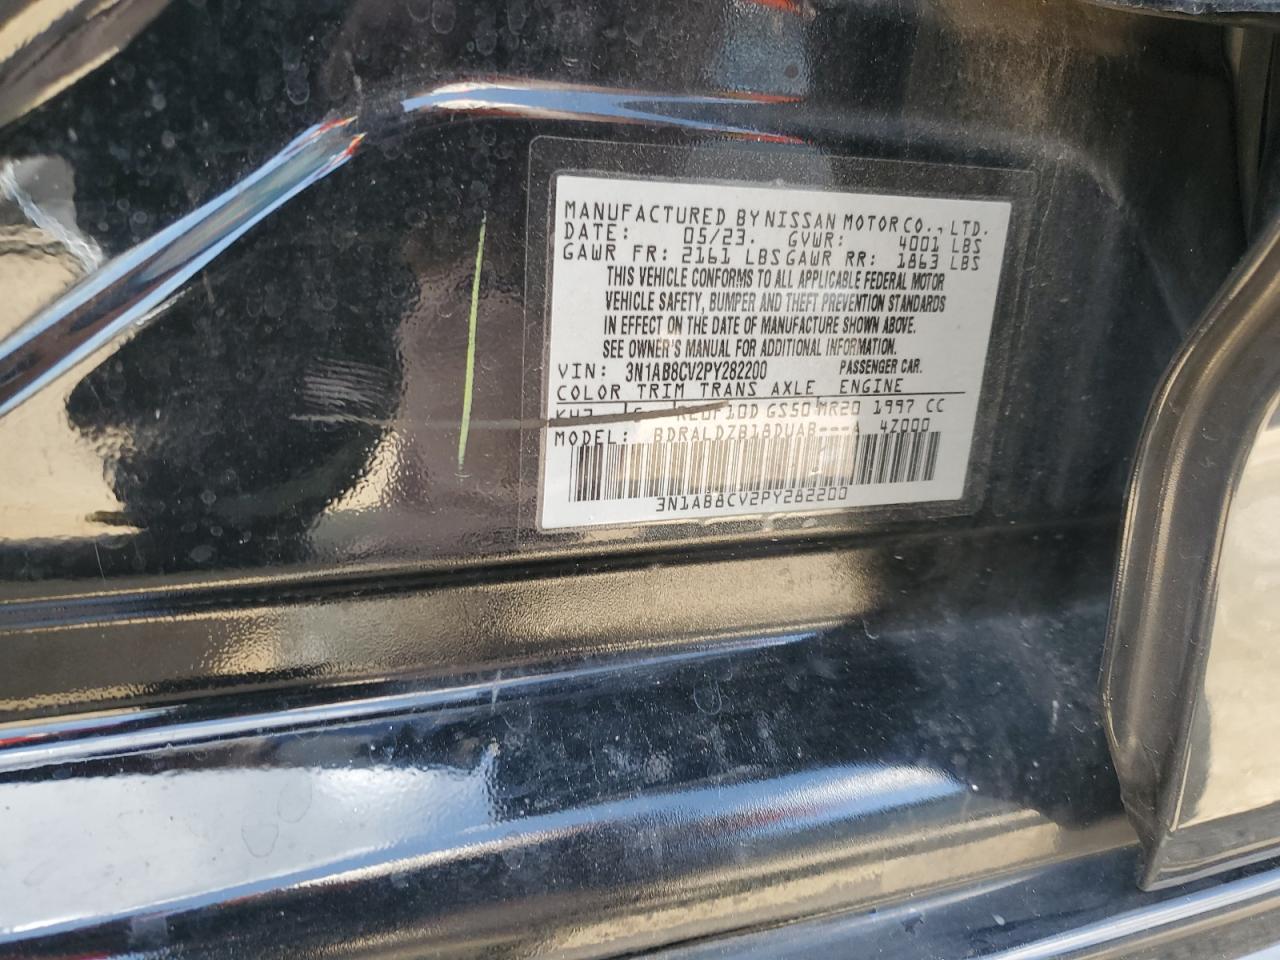 MANUFACTURED BY NISSAN MOTOR CO., LTD.
DATE: 05/23. GVWR: 4001 LBS
GAWR FR: 2161 LBS GAWR RR: 1863 LBS
THIS VEHICLE CONFORMS TO ALL APPLICABLE FEDERAL MOTOR
VEHICLE SAFETY, BUMPER AND THEFT PREVENTION STANDARDS
IN EFFECT ON THE DATE OF MANUFACTURE SHOWN ABOVE.
SEE OWNER'S MANUAL FOR ADDITIONAL INFORMATION.
VIN: 3N1AB8CV2PY282200 PASSENGER CAR.
COLOR TRIM TRANS AXLE ENGINE
GS50 MR20 1997 CC
MODEL: BDRALDZB18DUAB---A 4Z000
3N1AB8CV2PY282200